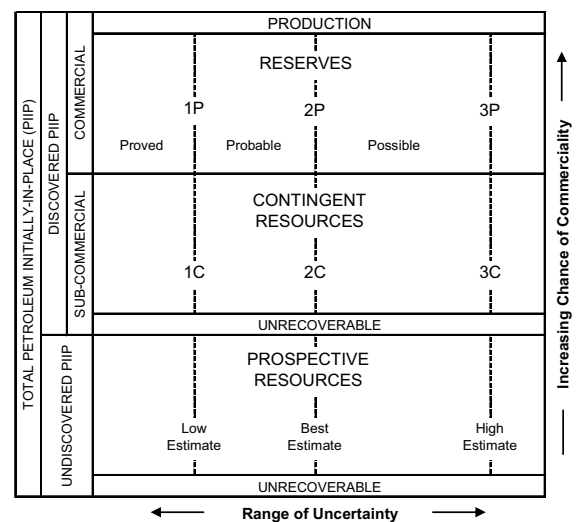 TOTAL PETROLEUM INITIALLY-IN-PLACE (PIIP)
DISCOVERED PIIP
COMMERCIAL
PRODUCTION
RESERVES
1P
2P
3P
Proved
Probable
Possible
SUB-COMMERCIAL
CONTINGENT
RESOURCES
1C
2C
3C
UNRECOVERABLE
UNDISCOVERED PIIP
PROSPECTIVE
RESOURCES
Low
Estimate
Best
Estimate
High
Estimate
UNRECOVERABLE
Range of Uncertainty
Increasing Chance of Commerciality